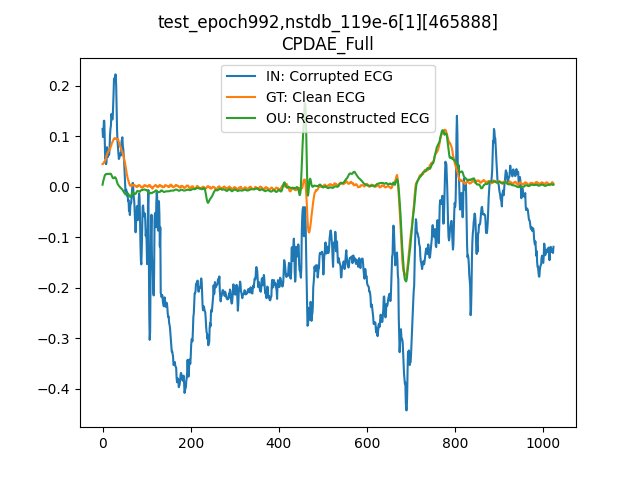 test_epoch992,nstdb_119e-6[1][465888]
CPDAE_Full
IN: Corrupted ECG
GT: Clean ECG
OU: Reconstructed ECG
0.2
0.1
0.0
−0.1
−0.2
−0.3
−0.4
0 200 400 600 800 1000